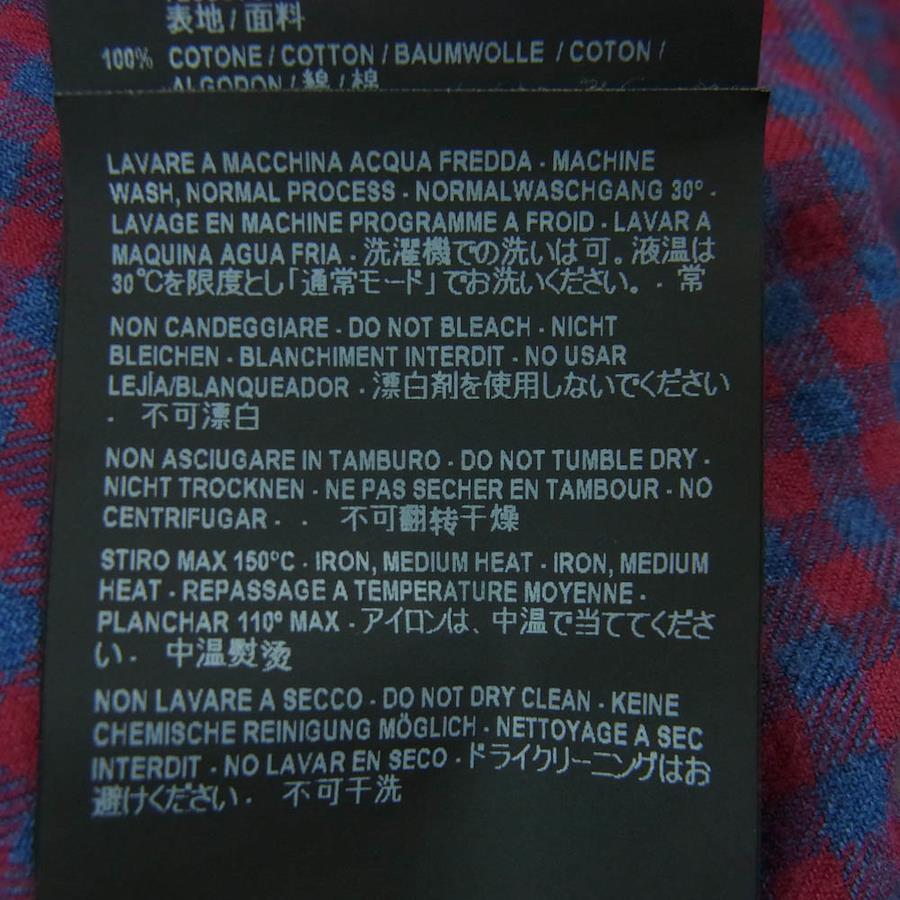 表地/面料
100% COTONE / COTTON / BAUMWOLLE / COTON /
ALGODON / 綿 / 棉
LAVARE A MACCHINA ACQUA FREDDA - MACHINE
WASH, NORMAL PROCESS - NORMALWASCHGANG 30° -
LAVAGE EN MACHINE PROGRAMME A FROID - LAVAR A
MAQUINA AGUA FRIA - 洗濯機での洗いは可。液温は
30℃を限度とし「通常モード」でお洗いください。 - 常
NON CANDEGGIARE - DO NOT BLEACH - NICHT
BLEICHEN - BLANCHIMENT INTERDIT - NO USAR
LEJÍA/BLANQUEADOR - 漂白剤を使用しないでください
- 不可漂白
NON ASCIUGARE IN TAMBURO - DO NOT TUMBLE DRY -
NICHT TROCKNEN - NE PAS SECHER EN TAMBOUR - NO
CENTRIFUGAR - - 不可翻转干燥
STIRO MAX 150°C - IRON, MEDIUM HEAT - IRON, MEDIUM
HEAT - REPASSAGE A TEMPERATURE MOYENNE -
PLANCHAR 110º MAX - アイロンは、中温で当ててくださ
い - 中温熨烫
NON LAVARE A SECCO - DO NOT DRY CLEAN - KEINE
CHEMISCHE REINIGUNG MÖGLICH - NETTOYAGE A SEC
INTERDIT - NO LAVAR EN SECO - ドライクリーニングはお
避けください - 不可干洗